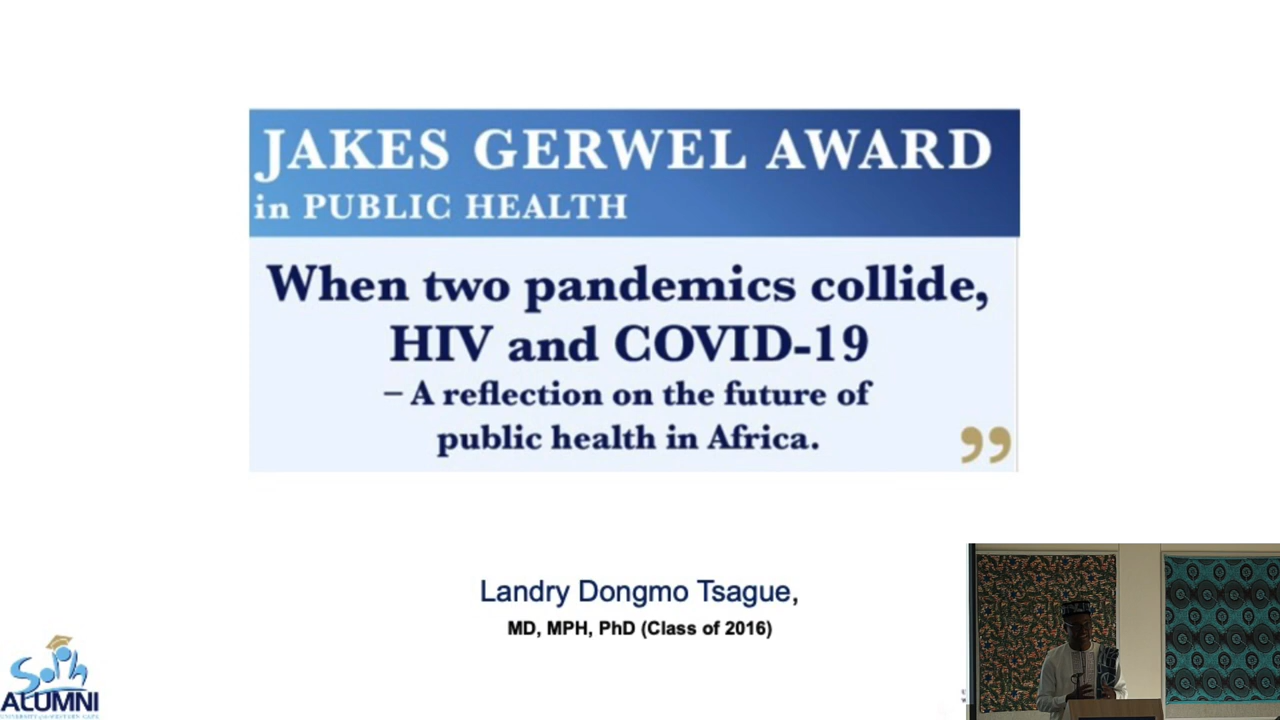 JAKES GERWEL AWARD
in PUBLIC HEALTH
When two pandemics collide,
HIV and COVID-19
– A reflection on the future of
public health in Africa.
”
Landry Dongmo Tsague,
MD, MPH, PhD (Class of 2016)
SoPh
ALUMNI